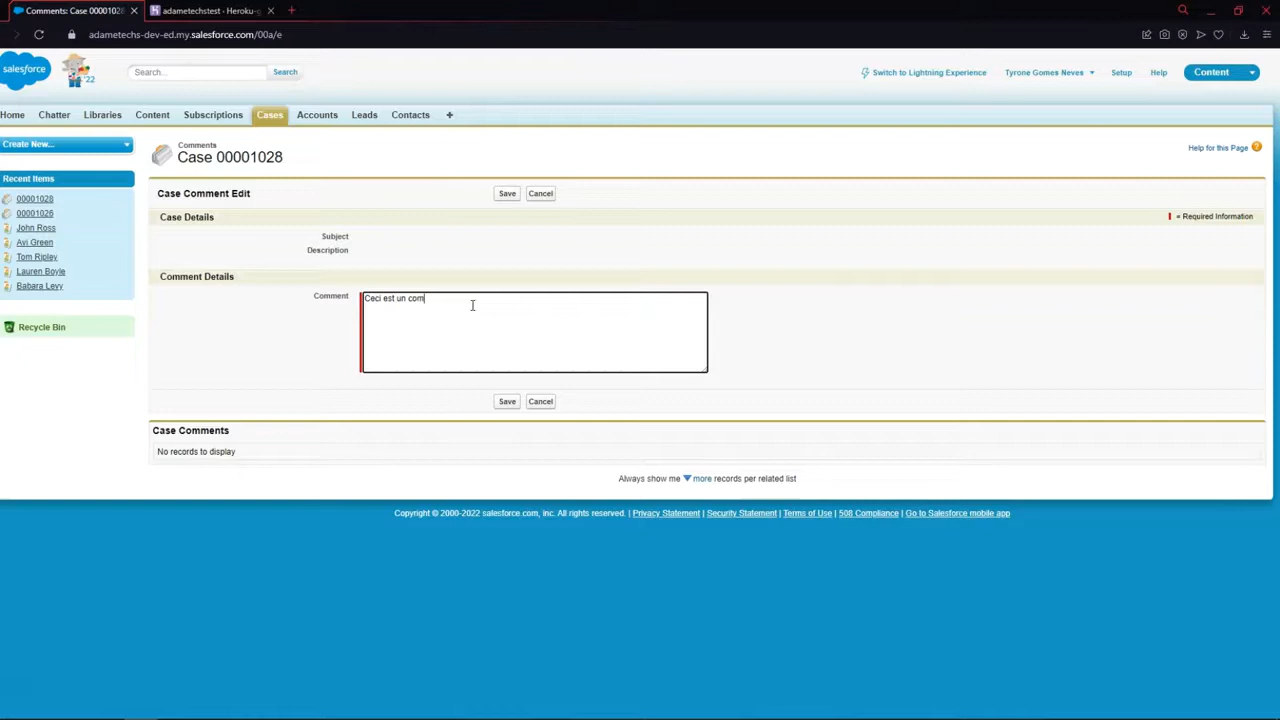 Comments: Case 00001028
adametechstest - Heroku-g
adametechs-dev-ed.my.salesforce.com/00a/e
salesforce
'22
Search...
Search
Switch to Lightning Experience
Tyrone Gomes Neves
Setup
Help
Content
Home
Chatter
Libraries
Content
Subscriptions
Cases
Accounts
Leads
Contacts
+
Create New...
Recent Items
00001028
00001026
John Ross
Avi Green
Tom Ripley
Lauren Boyle
Babara Levy
Recycle Bin
Comments
Case 00001028
Help for this Page
Case Comment Edit
Save
Cancel
Case Details
= Required Information
Subject
Description
Comment Details
Comment
Ceci est un com
Save
Cancel
Case Comments
No records to display
Always show me more records per related list
Copyright © 2000-2022 salesforce.com, inc. All rights reserved. | Privacy Statement | Security Statement | Terms of Use | 508 Compliance | Go to Salesforce mobile app